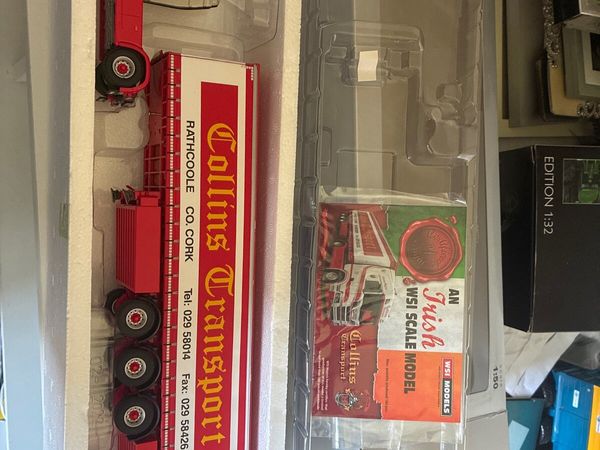 Collins Transport
RATHCOOLE CO. CORK Tel: 029 58014 Fax: 029 58426
AN
Irish
WSI SCALE MODEL
Collins
Transport
WSI MODELS
EDITION 1:32
1:50